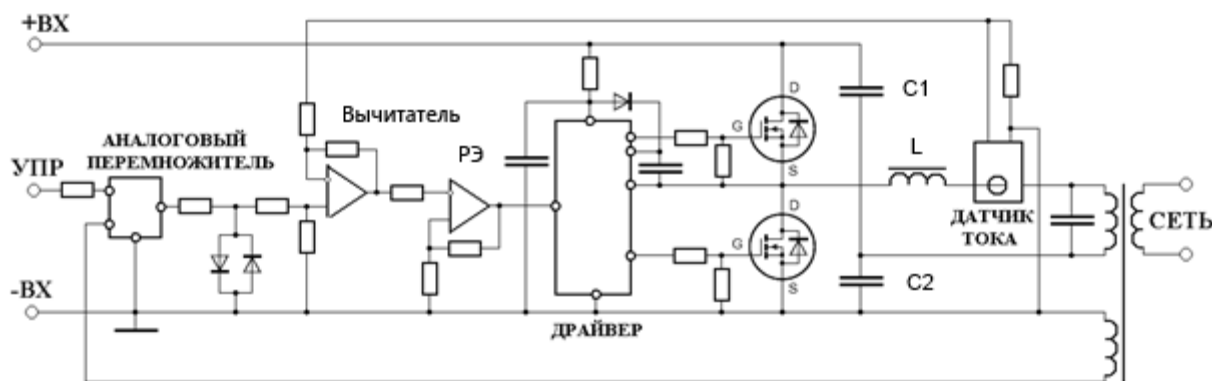 +ВХ
Вычитатель
АНАЛОГОВЫЙ
ПЕРЕМНОЖИТЕЛЬ
УПР
РЭ
D
G
S
C1
L
ДАТЧИК
ТОКА
СЕТЬ
D
G
S
C2
-ВХ
ДРАЙВЕР